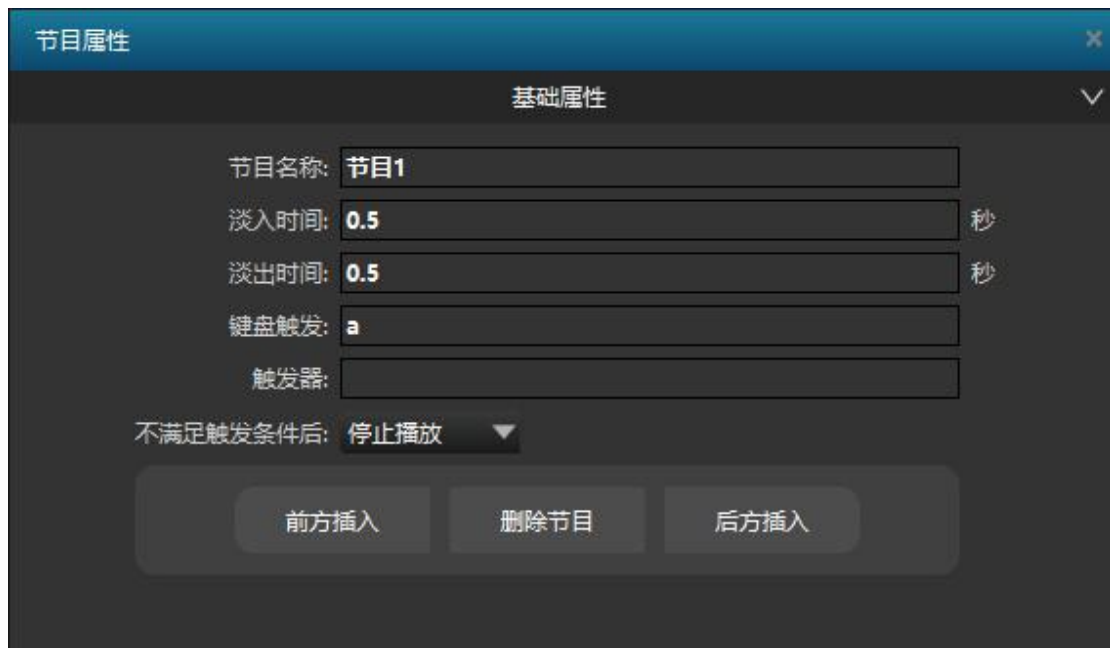 节目属性
基础属性
节目名称: 节目1
淡入时间: 0.5 秒
淡出时间: 0.5 秒
键盘触发: a
触发器:
不满足触发条件后: 停止播放
前方插入 删除节目 后方插入